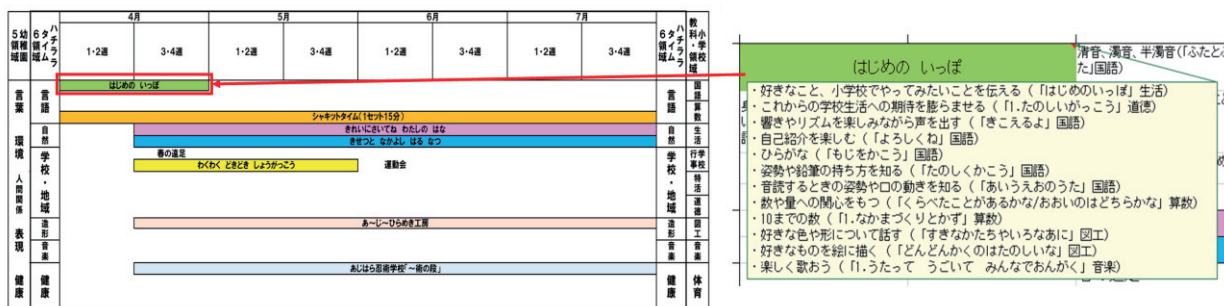 4月 5月 6月 7月
幼稚園5領域 ハチララタイム6領域 1・2週 3・4週 1・2週 3・4週 1・2週 3・4週 1・2週 3・4週 ハチララタイム6領域 小学校教科・領域
はじめの いっぽ
言葉 言語 言語 国語 算数
シャキットタイム(1セット15分)
環境 自然 自然 生活
きれいにさいてね わたしの はな
きせつと なかよし はる なつ
人間関係 学校・地域 学校・地域 学校行事 特活 道徳
春の遠足
わくわく どきどき しょうがっこう 運動会
表現 造形 造形 図工
あ～じ～ひらめき工房
音楽 音楽 音楽
健康 健康 健康 体育
あじはら忍術学校「～術の段」
はじめの いっぽ
清音、濁音、半濁音(「ふたと
た」国語)
・好きなこと、小学校でやってみたいことを伝える(「はじめのいっぽ」生活)
・これからの学校生活への期待を膨らませる(「1.たのしいがっこう」道徳)
・響きやリズムを楽しみながら声を出す(「きこえるよ」国語)
・自己紹介を楽しむ(「よろしくね」国語)
・ひらがな(「もじをかこう」国語)
・姿勢や鉛筆の持ち方を知る(「たのしくかこう」国語)
・音読するときの姿勢や口の動きを知る(「あいうえおのうた」国語)
・数や量への関心をもつ(「くらべたことがあるかな/おおいのはどちらかな」算数)
・10までの数(「1.なかまづくりとかず」算数)
・好きな色や形について話す(「すきなかたちやいろなあに」図工)
・好きなものを絵に描く(「どんどんかくのはたのしいな」図工)
・楽しく歌おう(「1.うたって うごいて みんなでおんがく」音楽)